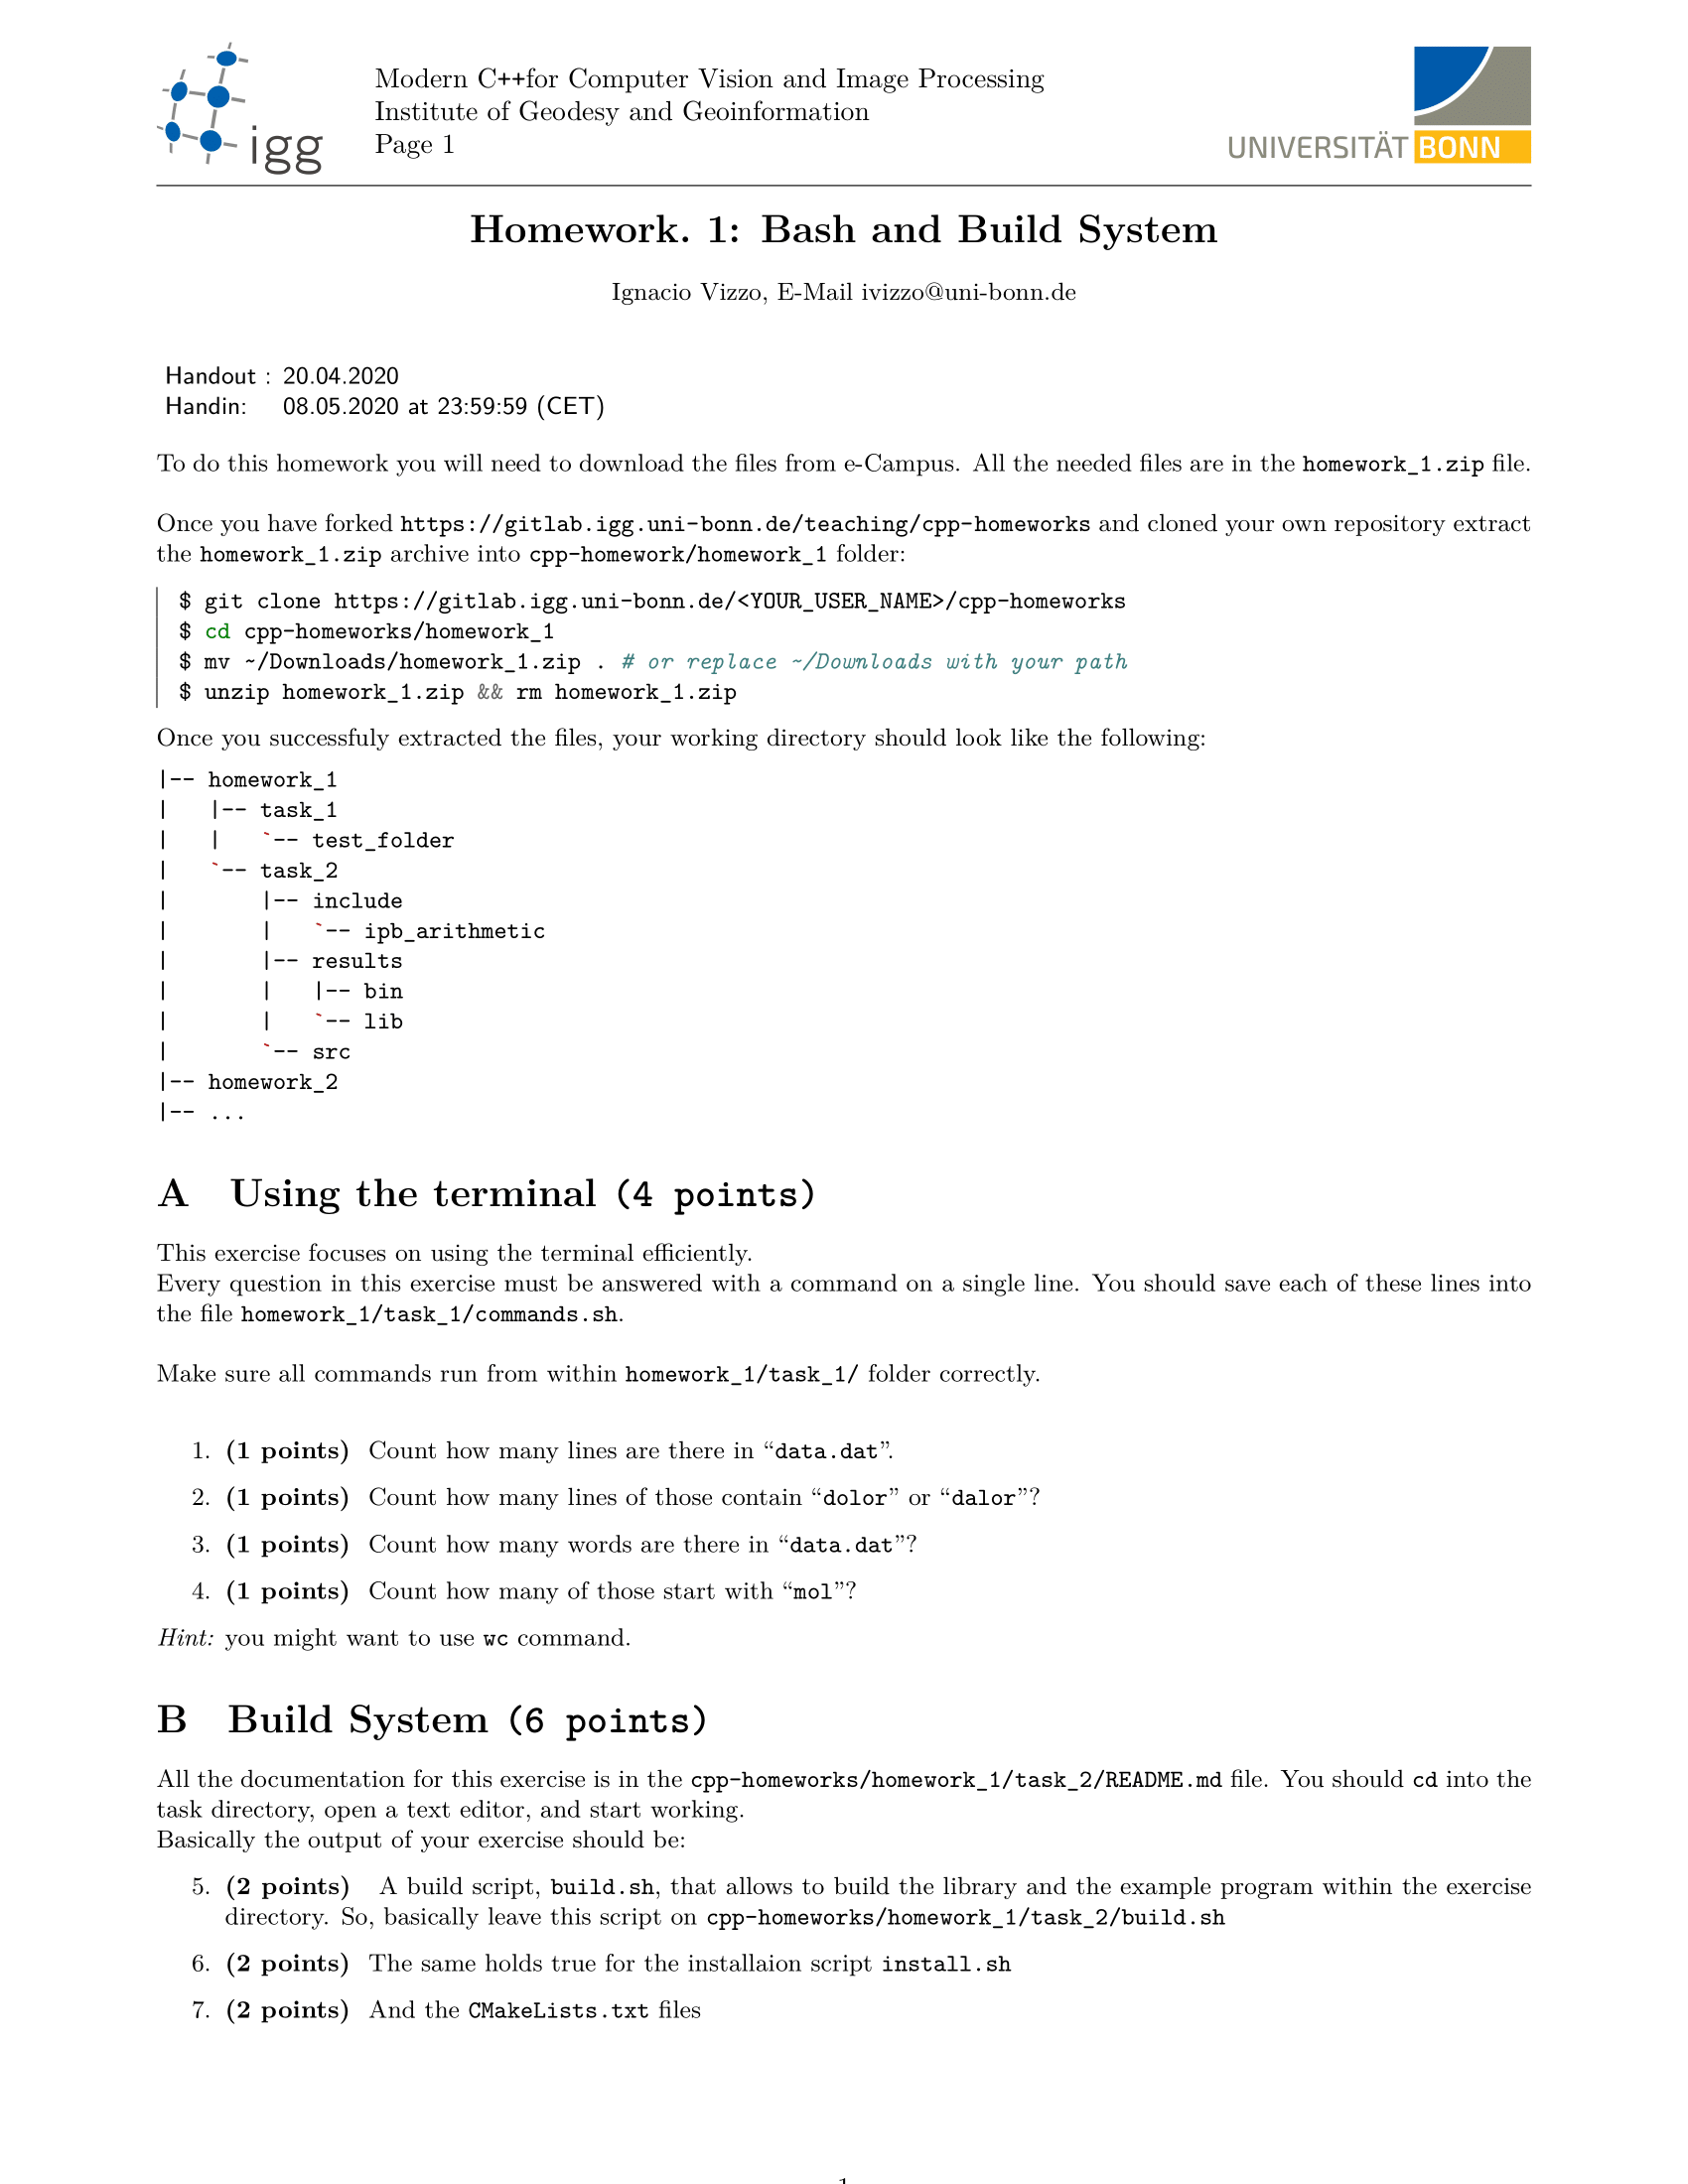 igg
Modern C++for Computer Vision and Image Processing
Institute of Geodesy and Geoinformation
Page 1
UNIVERSITÄT BONN
Homework. 1: Bash and Build System
Ignacio Vizzo, E-Mail ivizzo@uni-bonn.de
Handout : 20.04.2020
Handin: 08.05.2020 at 23:59:59 (CET)
To do this homework you will need to download the files from e-Campus. All the needed files are in the homework_1.zip file.
Once you have forked https://gitlab.igg.uni-bonn.de/teaching/cpp-homeworks and cloned your own repository extract
the homework_1.zip archive into cpp-homework/homework_1 folder:
$ git clone https://gitlab.igg.uni-bonn.de/<YOUR_USER_NAME>/cpp-homeworks
$ cd cpp-homeworks/homework_1
$ mv ~/Downloads/homework_1.zip . # or replace ~/Downloads with your path
$ unzip homework_1.zip && rm homework_1.zip
Once you successfuly extracted the files, your working directory should look like the following:
|-- homework_1
|   |-- task_1
|   |   `-- test_folder
|   `-- task_2
|       |-- include
|       |   `-- ipb_arithmetic
|       |-- results
|       |   |-- bin
|       |   `-- lib
|       `-- src
|-- homework_2
|-- ...
A Using the terminal (4 points)
This exercise focuses on using the terminal efficiently.
Every question in this exercise must be answered with a command on a single line. You should save each of these lines into
the file homework_1/task_1/commands.sh.
Make sure all commands run from within homework_1/task_1/ folder correctly.
1. (1 points) Count how many lines are there in “data.dat”.
2. (1 points) Count how many lines of those contain “dolor” or “dalor”?
3. (1 points) Count how many words are there in “data.dat”?
4. (1 points) Count how many of those start with “mol”?
Hint: you might want to use wc command.
B Build System (6 points)
All the documentation for this exercise is in the cpp-homeworks/homework_1/task_2/README.md file. You should cd into the
task directory, open a text editor, and start working.
Basically the output of your exercise should be:
5. (2 points) A build script, build.sh, that allows to build the library and the example program within the exercise
directory. So, basically leave this script on cpp-homeworks/homework_1/task_2/build.sh
6. (2 points) The same holds true for the installaion script install.sh
7. (2 points) And the CMakeLists.txt files
1